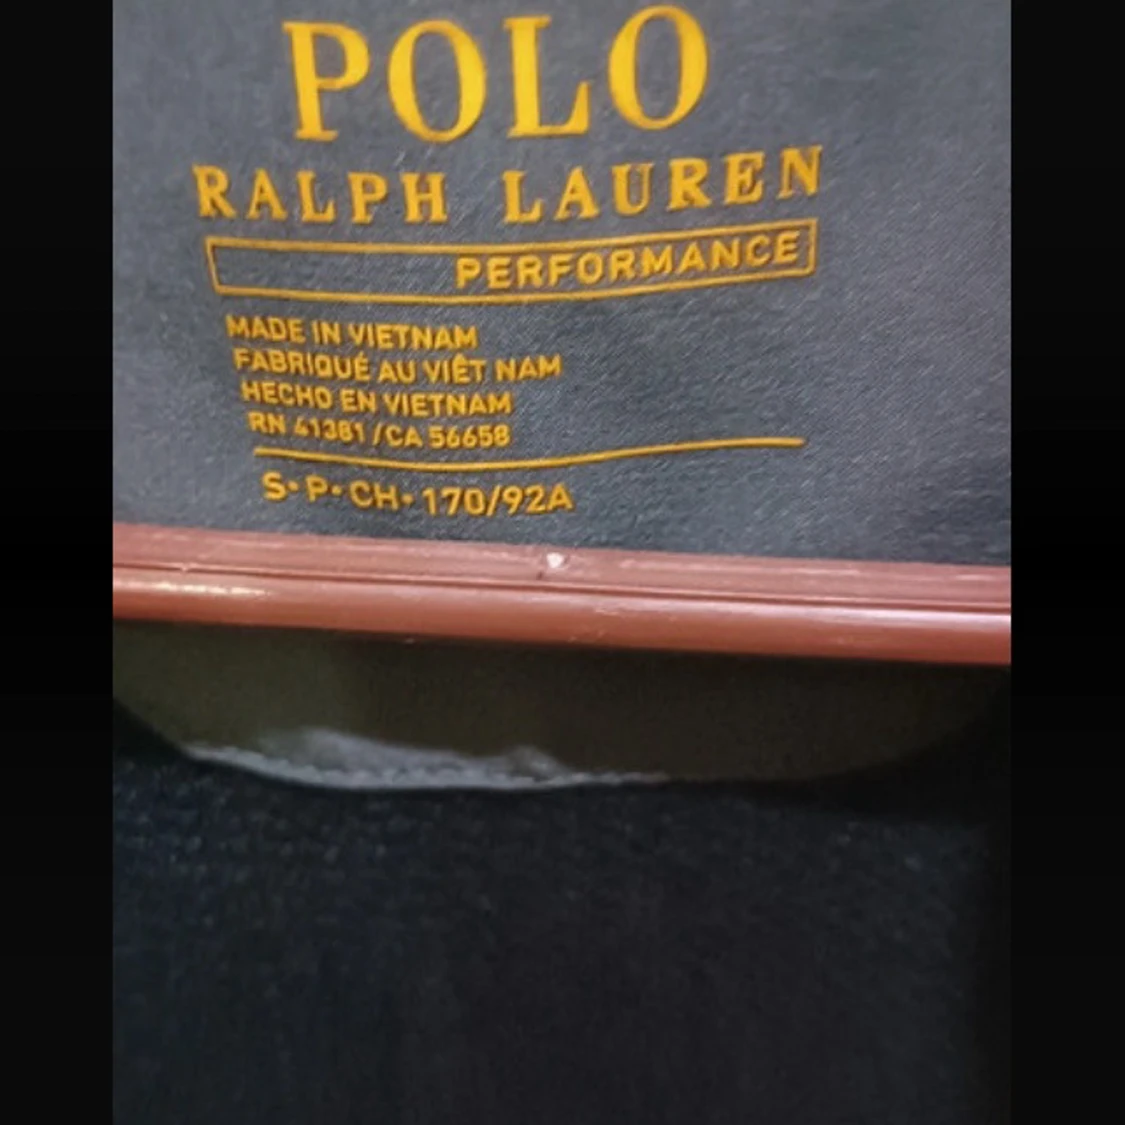 POLO
RALPH LAUREN
PERFORMANCE
MADE IN VIETNAM
FABRIQUÉ AU VIÊT NAM
HECHO EN VIETNAM
RN 41381 / CA 56658
S• P• CH• 170/92A